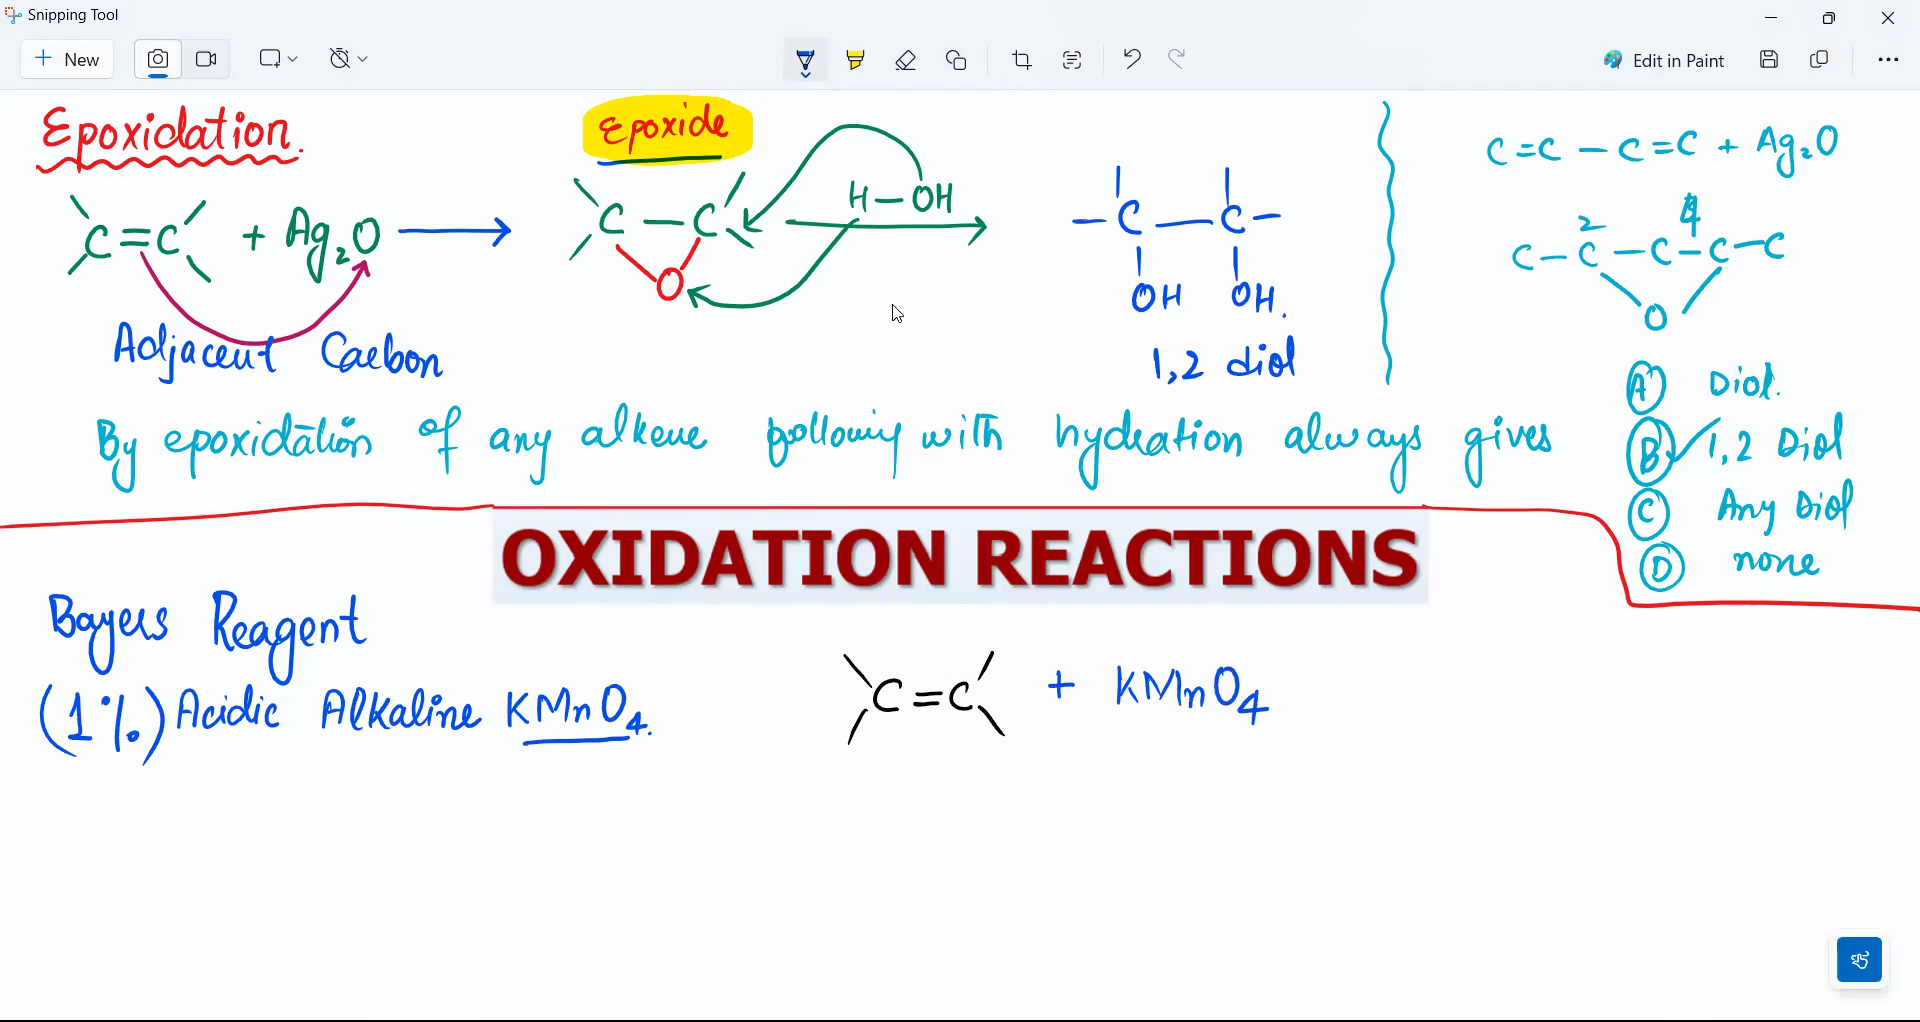 Snipping Tool
New
Edit in Paint
Epoxidation.
C=C + Ag₂O
Adjacent Carbon
Epoxide
C — C
O
H—OH
— C — C —
OH OH.
1,2 diol
C=C — C=C + Ag₂O
2 4
C — C — C — C — C
O
By epoxidation of any alkene following with hydration always gives
A Diol.
B ✓ 1,2 Diol
C Any Diol
D none
OXIDATION REACTIONS
Bayers Reagent
(1%) Acidic Alkaline KMnO₄.
C=C + KMnO₄